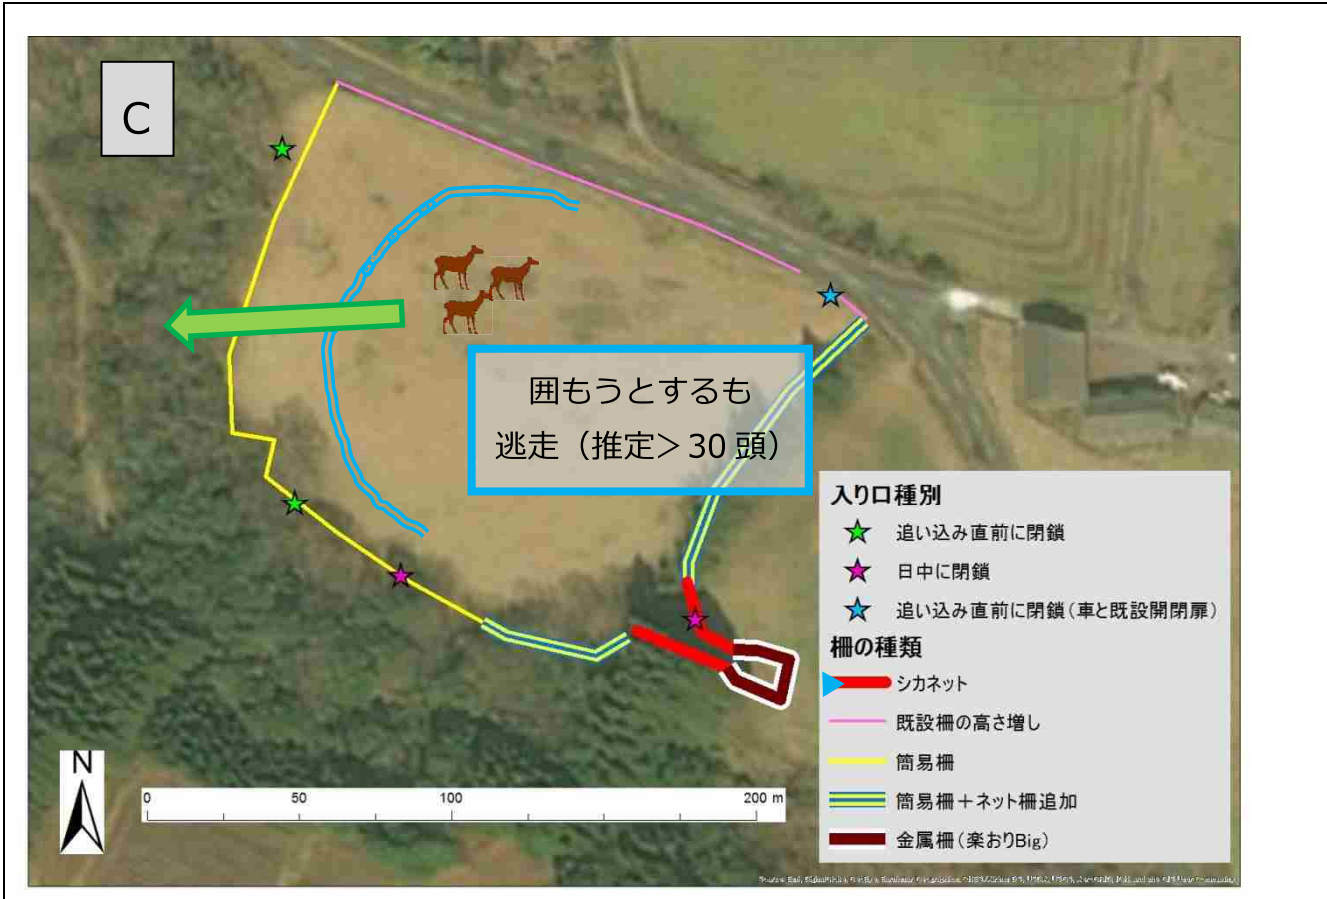 C
囲もうとするも
逃走（推定＞30 頭）
入り口種別
追い込み直前に閉鎖
日中に閉鎖
追い込み直前に閉鎖(車と既設開閉扉)
柵の種類
シカネット
既設柵の高さ増し
簡易柵
簡易柵＋ネット柵追加
金属柵(楽おりBig)
N
0 50 100 200 m